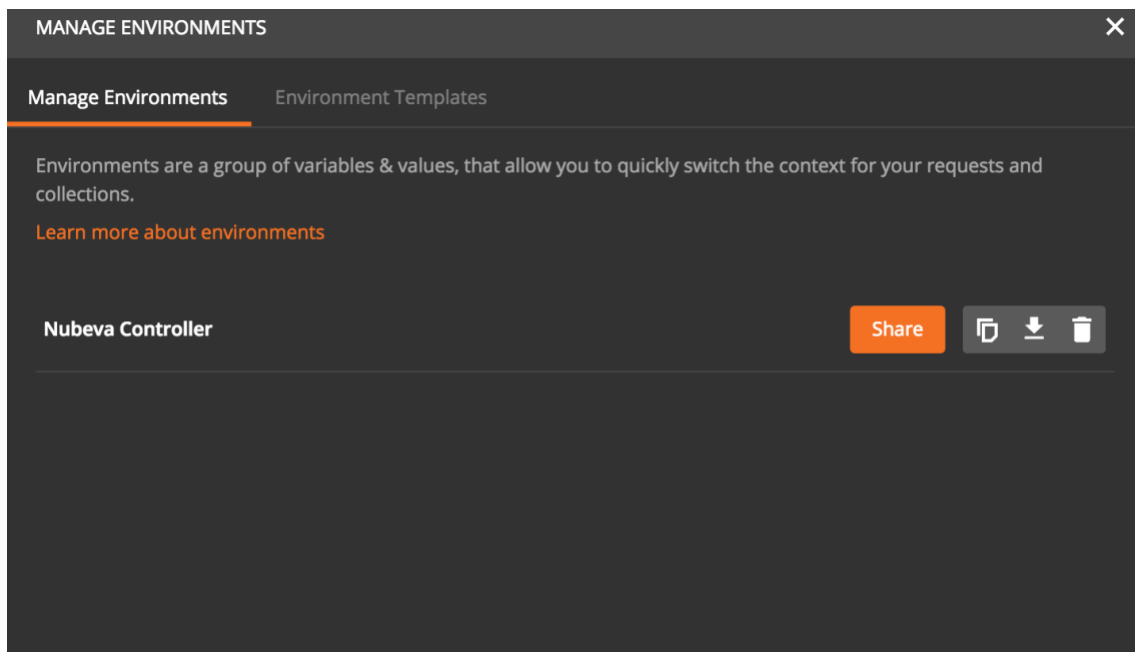 MANAGE ENVIRONMENTS
Manage Environments Environment Templates
Environments are a group of variables & values, that allow you to quickly switch the context for your requests and
collections.
Learn more about environments
Nubeva Controller Share